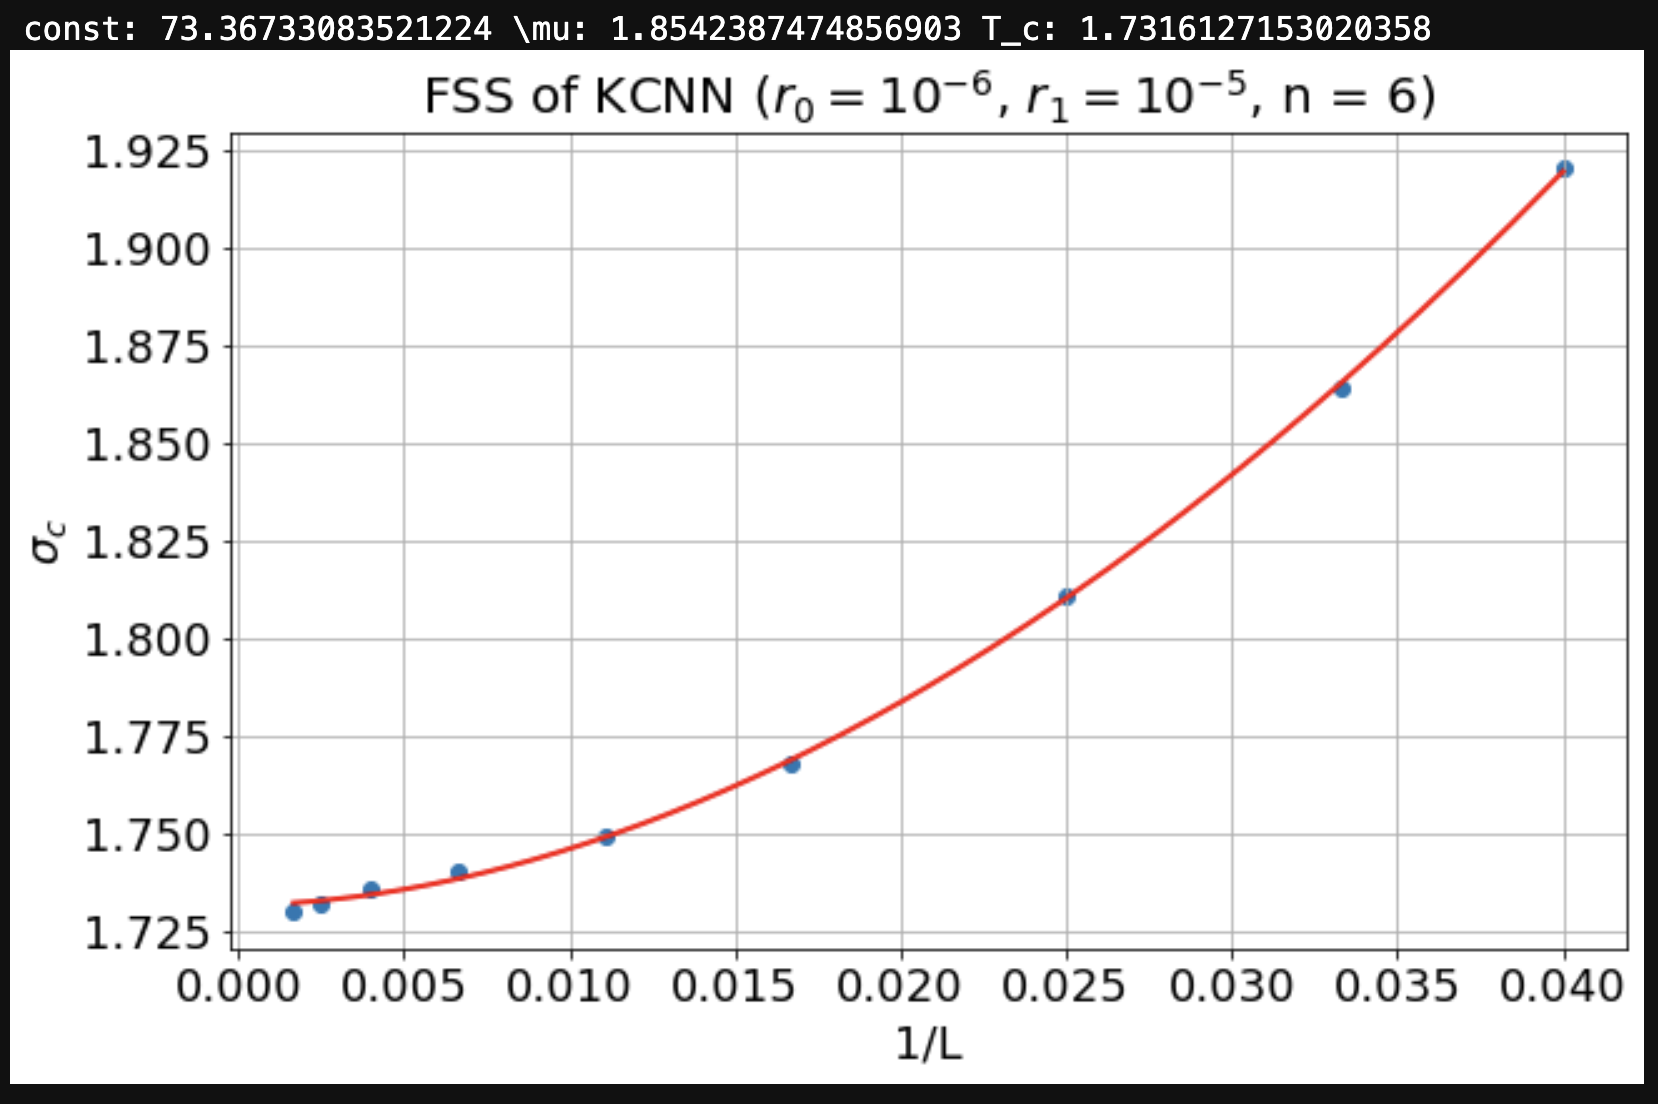 const: 73.36733083521224 \mu: 1.8542387474856903 T_c: 1.7316127153020358
FSS of KCNN (r₀ = 10⁻⁶, r₁ = 10⁻⁵, n = 6)
σ_c
1.925
1.900
1.875
1.850
1.825
1.800
1.775
1.750
1.725
0.000 0.005 0.010 0.015 0.020 0.025 0.030 0.035 0.040
1/L